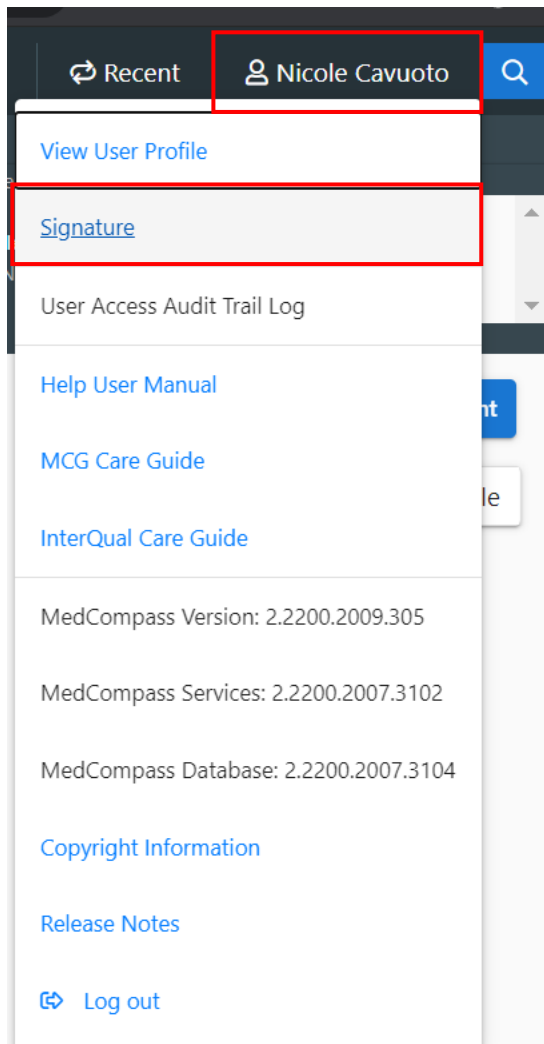 Recent
Nicole Cavuoto
View User Profile
Signature
User Access Audit Trail Log
Help User Manual
nt
MCG Care Guide
le
InterQual Care Guide
MedCompass Version: 2.2200.2009.305
MedCompass Services: 2.2200.2007.3102
MedCompass Database: 2.2200.2007.3104
Copyright Information
Release Notes
Log out